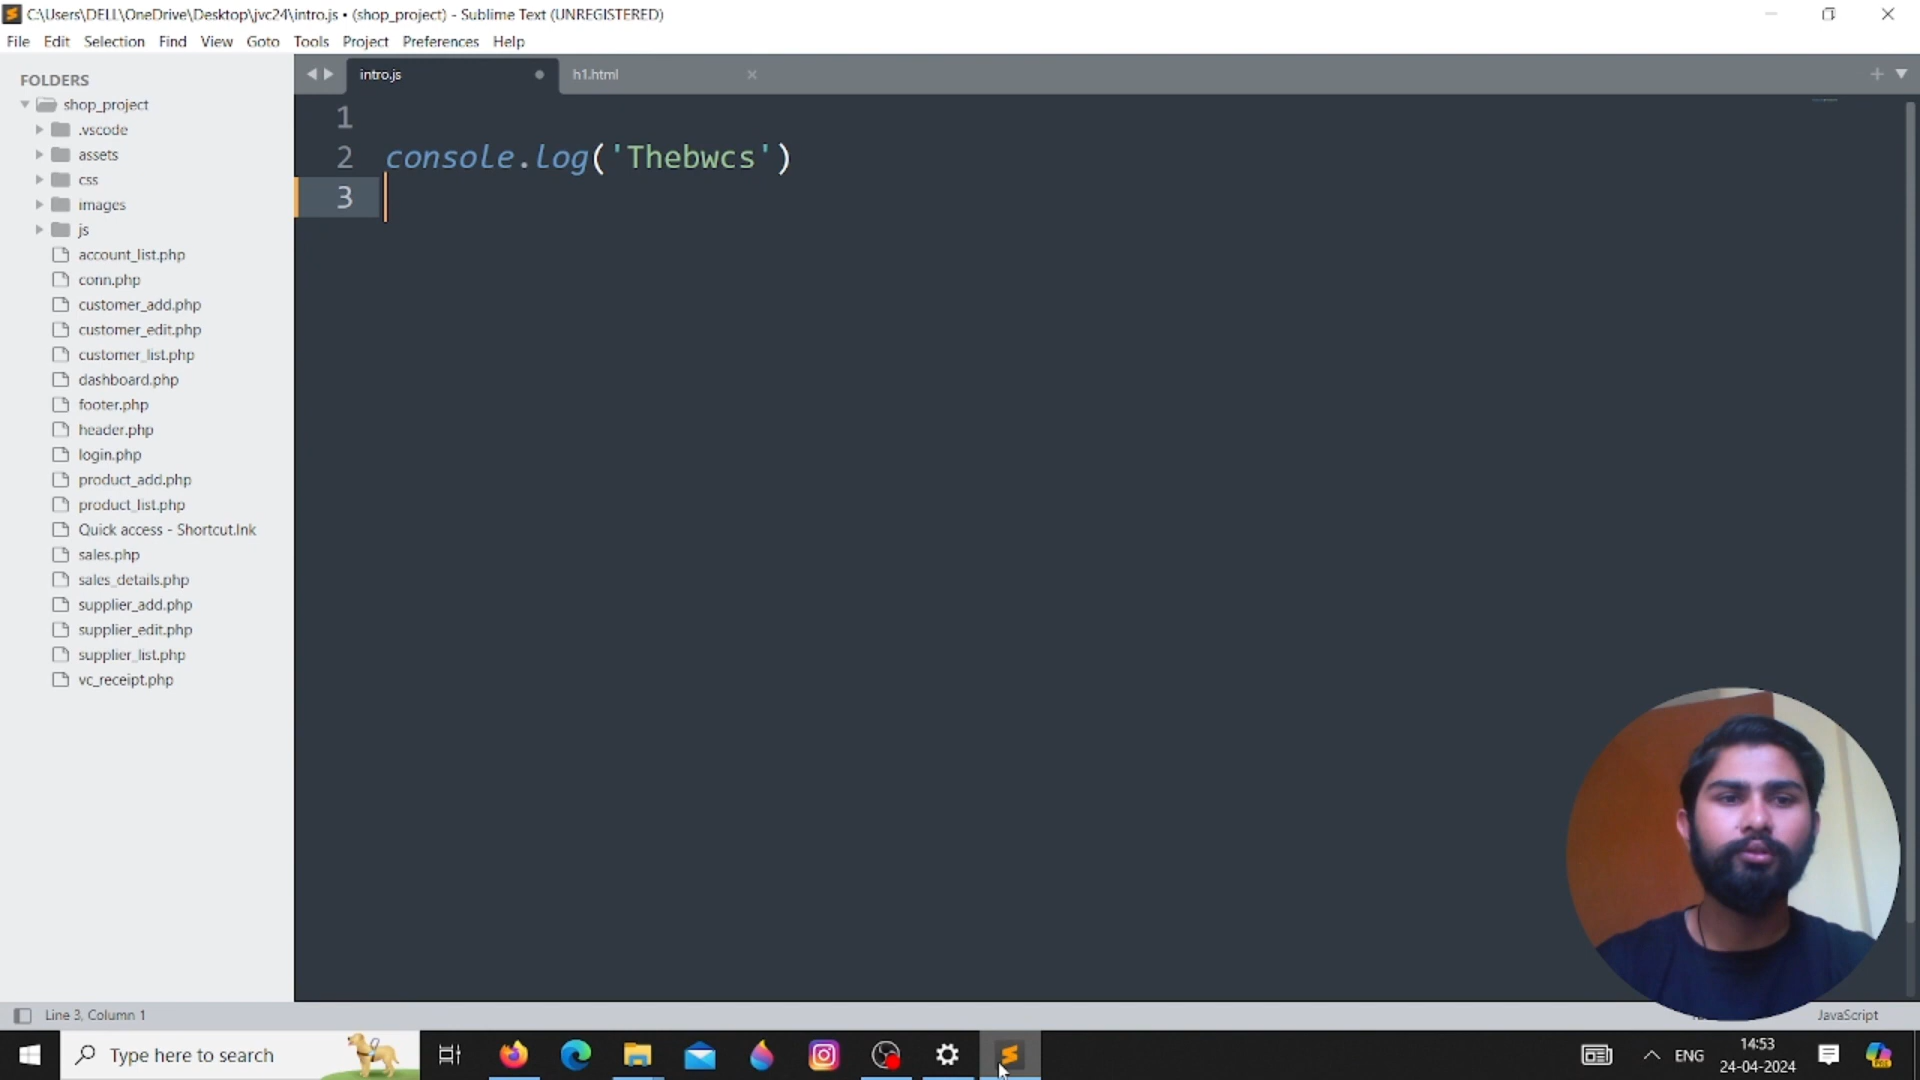 C:\Users\DELL\OneDrive\Desktop\jvc24\intro.js • (shop_project) - Sublime Text (UNREGISTERED)
File Edit Selection Find View Goto Tools Project Preferences Help
FOLDERS
shop_project
.vscode
assets
css
images
js
account_list.php
conn.php
customer_add.php
customer_edit.php
customer_list.php
dashboard.php
footer.php
header.php
login.php
product_add.php
product_list.php
Quick access - Shortcut.lnk
sales.php
sales_details.php
supplier_add.php
supplier_edit.php
supplier_list.php
vc_receipt.php
intro.js
h1.html
1
2 console.log('Thebwcs')
3
Line 3, Column 1
JavaScript
Type here to search
ENG
14:53
24-04-2024